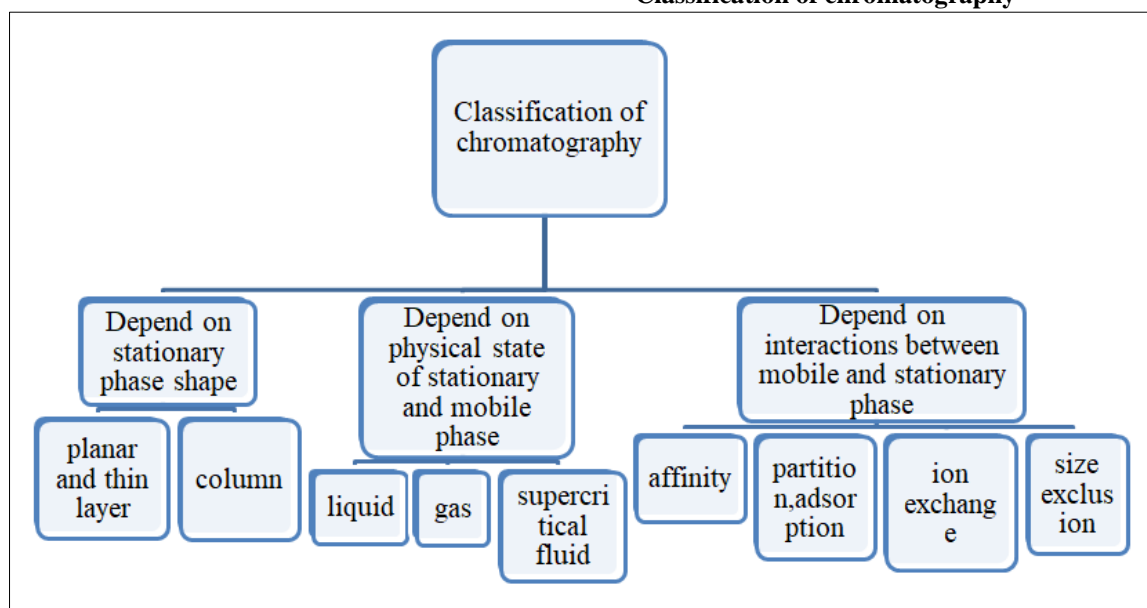 Classification of chromatography
Classification of
chromatography
Depend on
stationary
phase shape
Depend on
physical state
of stationary
and mobile
phase
Depend on
interactions between
mobile and stationary
phase
planar
and thin
layer
column
liquid
gas
supercri
tical
fluid
affinity
partitio
n,adsor
ption
ion
exchang
e
size
exclus
ion